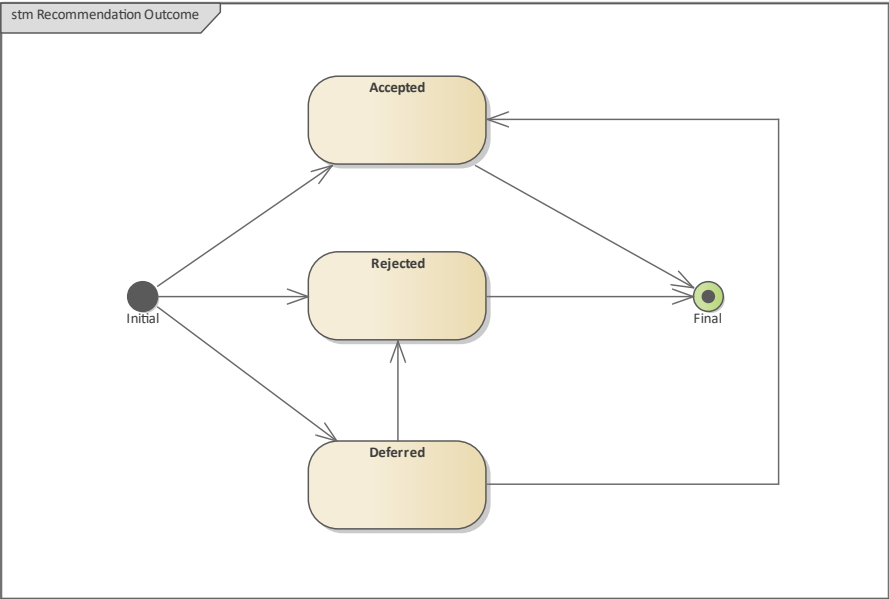 stm Recommendation Outcome
Accepted
Rejected
Initial
Final
Deferred